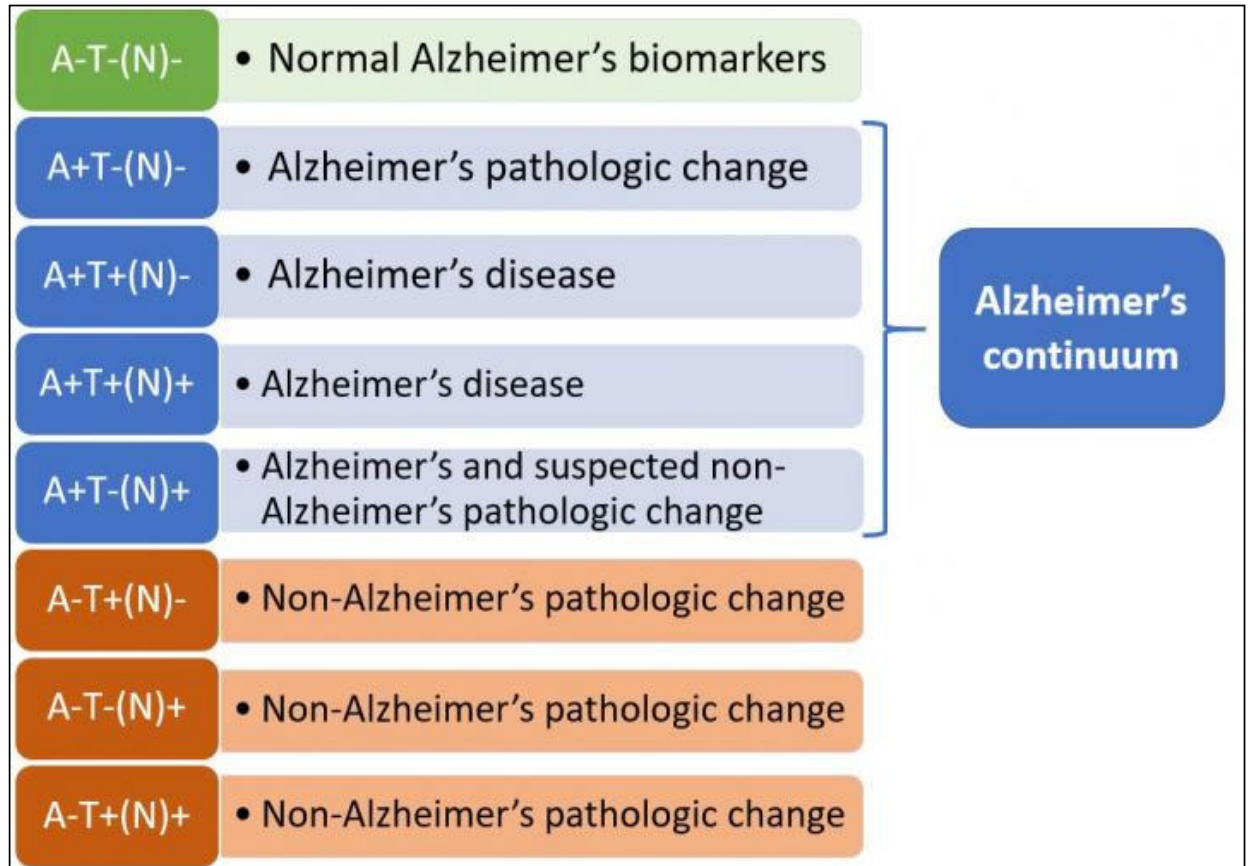 A-T-(N)-
• Normal Alzheimer's biomarkers
A+T-(N)-
• Alzheimer's pathologic change
A+T+(N)-
• Alzheimer's disease
A+T+(N)+
• Alzheimer's disease
A+T-(N)+
• Alzheimer's and suspected non-
Alzheimer's pathologic change
Alzheimer's
continuum
A-T+(N)-
• Non-Alzheimer's pathologic change
A-T-(N)+
• Non-Alzheimer's pathologic change
A-T+(N)+
• Non-Alzheimer's pathologic change